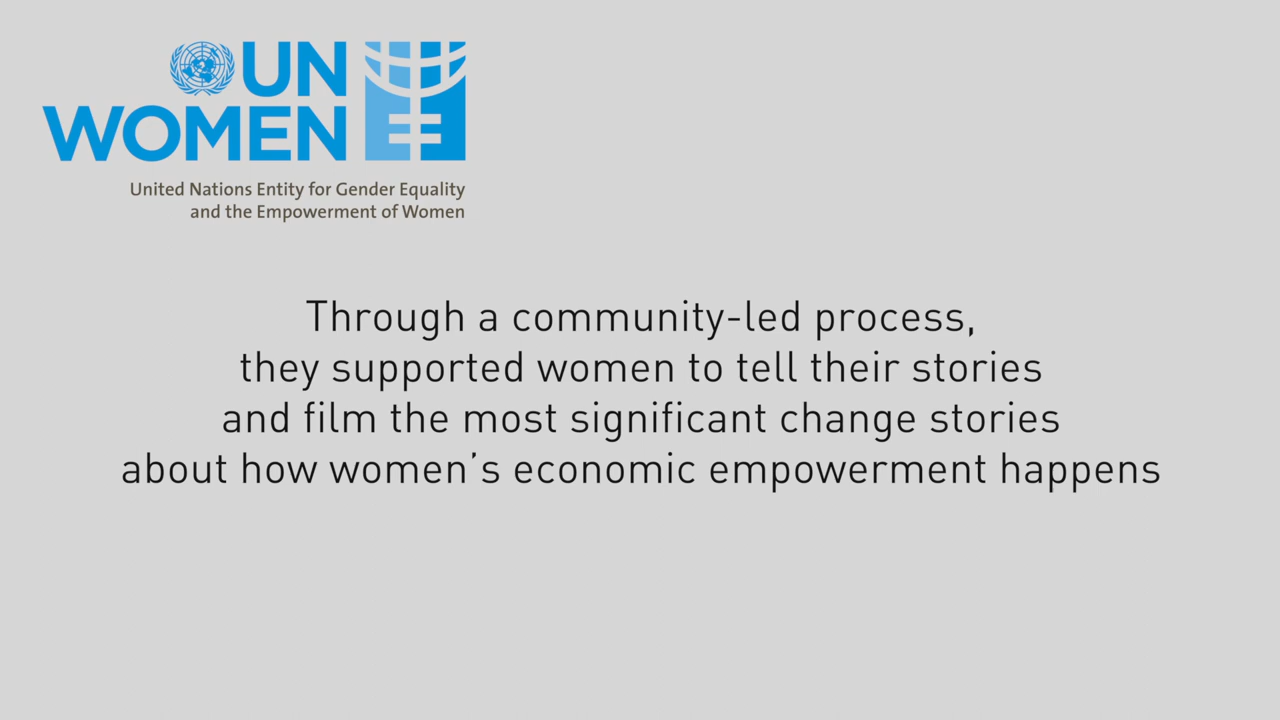 UN
WOMEN
United Nations Entity for Gender Equality
and the Empowerment of Women
Through a community-led process,
they supported women to tell their stories
and film the most significant change stories
about how women’s economic empowerment happens